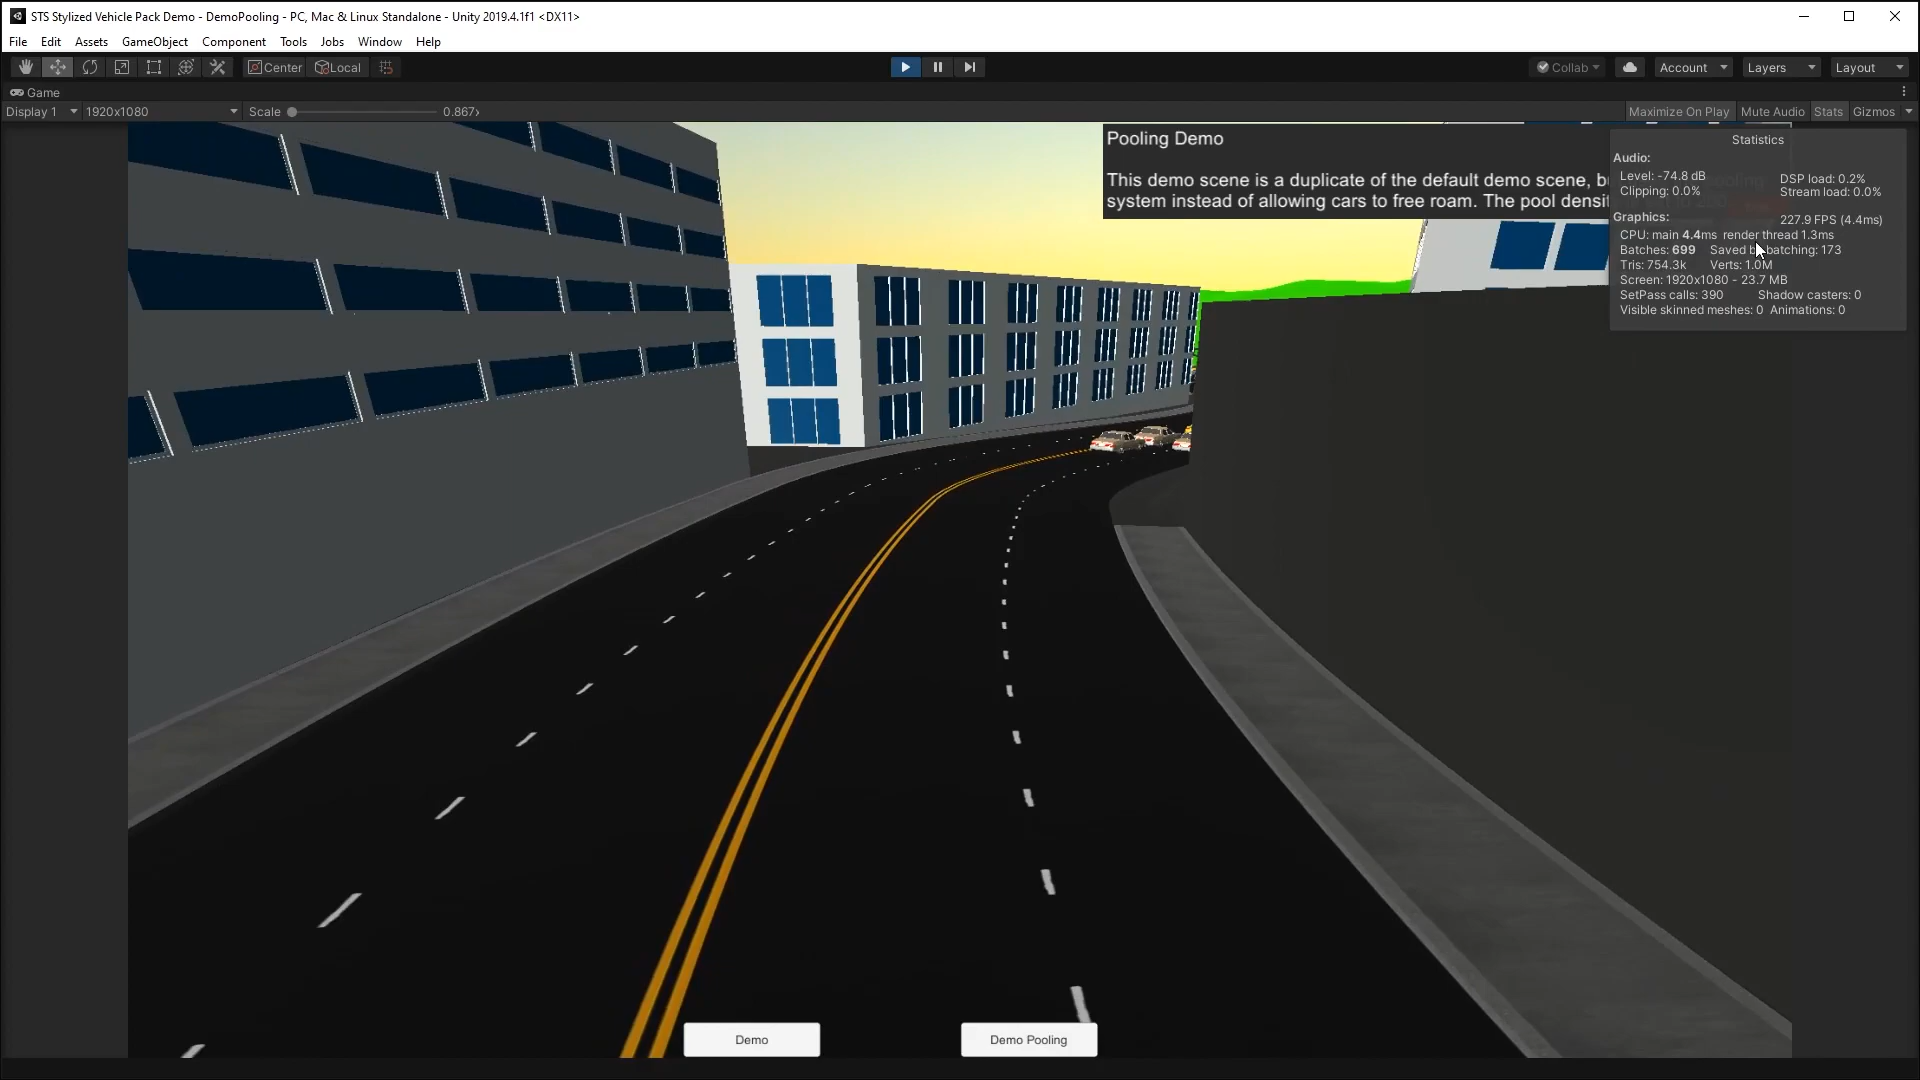 STS Stylized Vehicle Pack Demo - DemoPooling - PC, Mac & Linux Standalone - Unity 2019.4.1f1 <DX11>
File Edit Assets GameObject Component Tools Jobs Window Help
Center Local Collab Account Layers Layout
Game
Display 1 1920x1080 Scale 0.867x Maximize On Play Mute Audio Stats Gizmos
Pooling Demo
This demo scene is a duplicate of the default demo scene,
system instead of allowing cars to free roam. The pool
Statistics
Audio:
Level: -74.8 dB DSP load: 0.2%
Clipping: 0.0% Stream load: 0.0%
Graphics: 227.9 FPS (4.4ms)
CPU: main 4.4ms render thread 1.3ms
Batches: 699 Saved by batching: 173
Tris: 754.3k Verts: 1.0M
Screen: 1920x1080 - 23.7 MB
SetPass calls: 390 Shadow casters: 0
Visible skinned meshes: 0 Animations: 0
Demo Demo Pooling